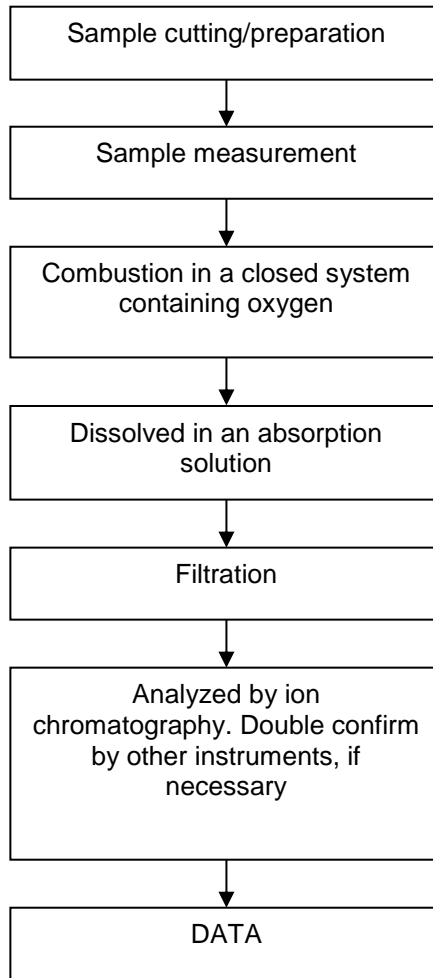 Sample cutting/preparation
Sample measurement
Combustion in a closed system
containing oxygen
Dissolved in an absorption
solution
Filtration
Analyzed by ion
chromatography. Double confirm
by other instruments, if
necessary
DATA